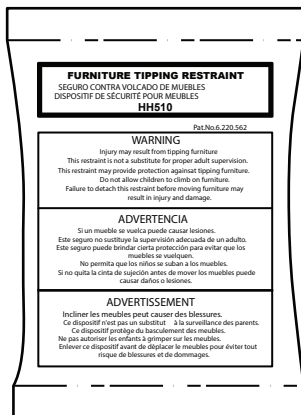 FURNITURE TIPPING RESTRAINT
SEGURO CONTRA VOLCADO DE MUEBLES
DISPOSITIF DE SÉCURITÉ POUR MEUBLES
HH510
Pat.No.6.220.562
WARNING
Injury may result from tipping furniture
This restraint is not a substitute for proper adult supervision.
This restraint may provide protection againsat tipping furniture.
Do not allow children to climb on furniture.
Failure to detach this restraint before moving furniture may
result in injury and damage.
ADVERTENCIA
Si un mueble se vuelca puede causar lesiones.
Este seguro no sustituye la supervisión adecuada de un adulto.
Este seguro puede brindar cierta protección para evitar que los
muebles se vuelquen.
No permita que los niños se suban a los muebles.
Si no quita la cinta de sujeción antes de mover los muebles puede
causar daños o lesiones.
ADVERTISSEMENT
Incliner les meubles peut causer des blessures.
Ce dispositif n'est pas un substitut à la surveillance des parents.
Ce dispositif protége du basculement des meubles.
Ne pas autoriser les enfants à grimper sur les meubles.
Enlever ce dispositif avant de déplacer le meubles pour éviter tout
risque de blessures et de dommages.